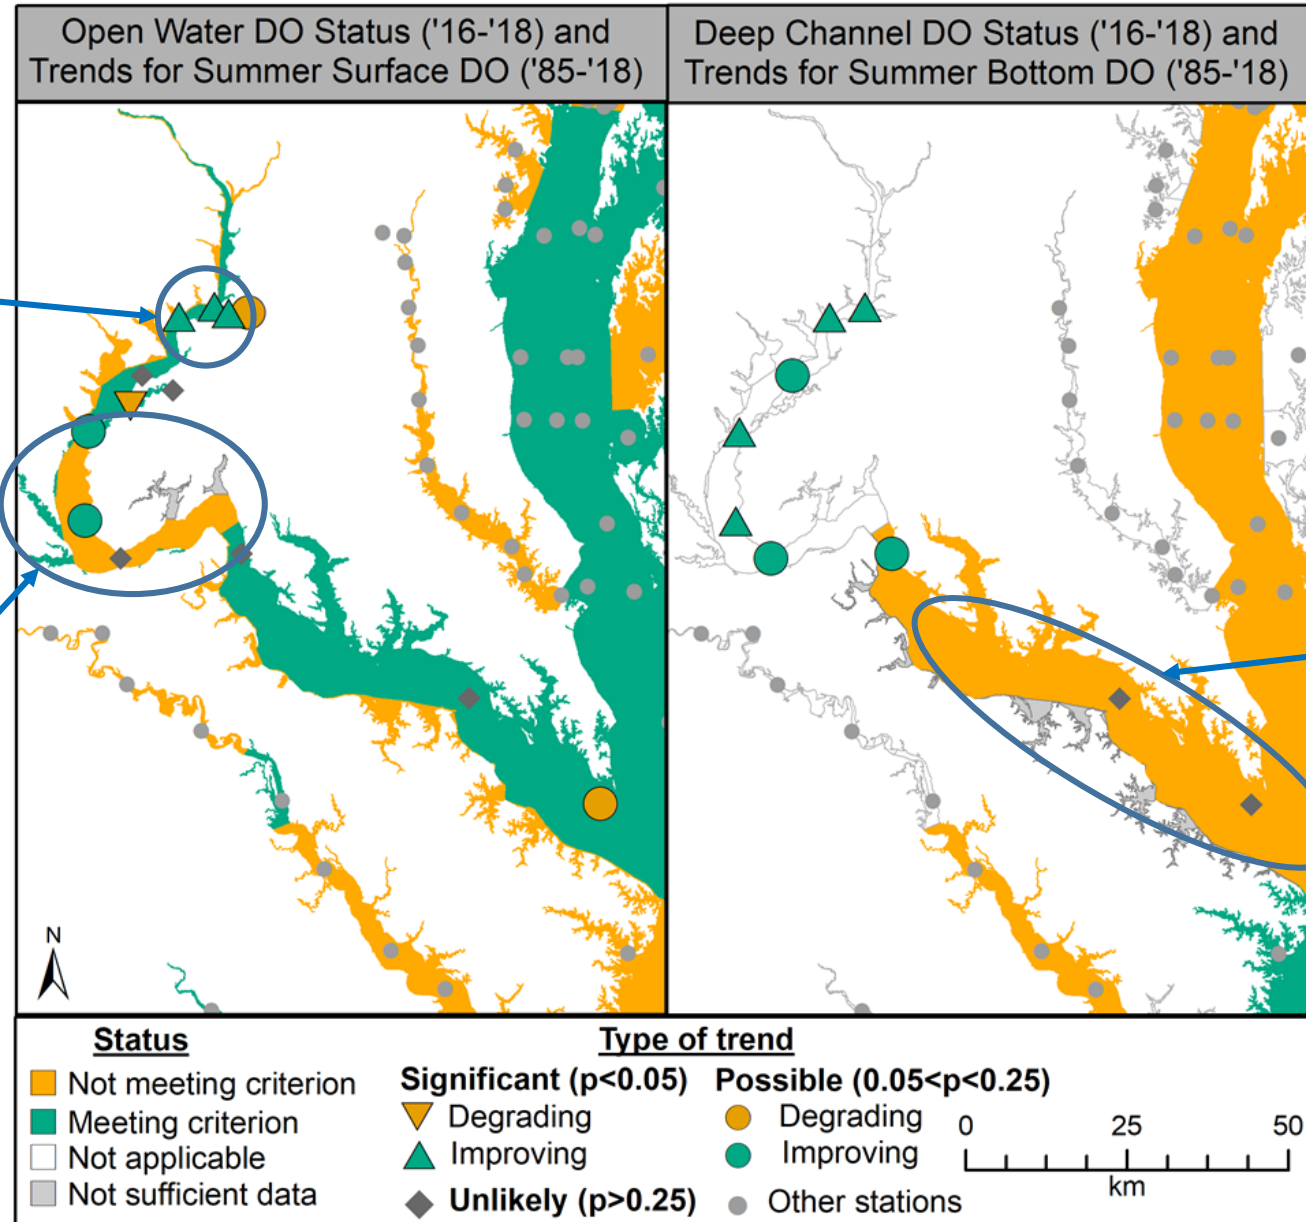 Open Water DO Status ('16-'18) and
Trends for Summer Surface DO ('85-'18)
Deep Channel DO Status ('16-'18) and
Trends for Summer Bottom DO ('85-'18)
N
Status
Not meeting criterion
Meeting criterion
Not applicable
Not sufficient data
Type of trend
Significant (p<0.05)
Degrading
Improving
Unlikely (p>0.25)
Possible (0.05<p<0.25)
Degrading
Improving
Other stations
0 25 50
km